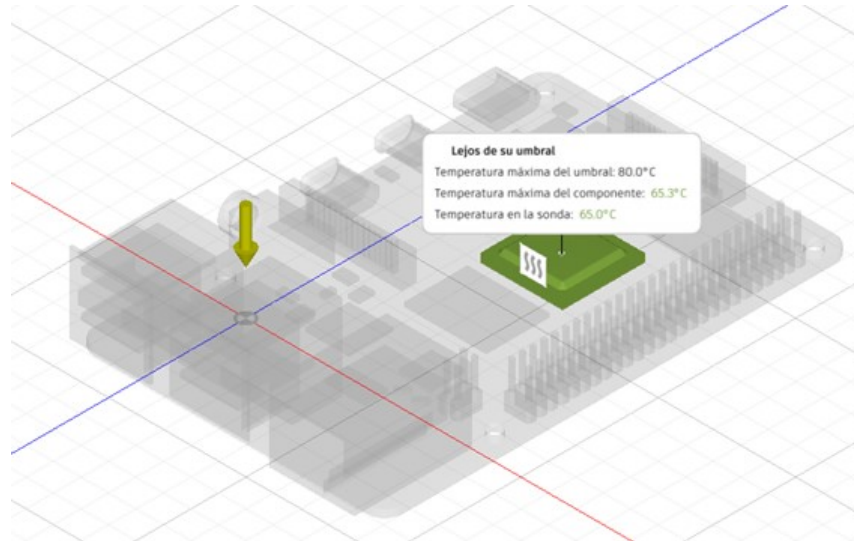 Lejos de su umbral
Temperatura máxima del umbral: 80.0°C
Temperatura máxima del componente: 65.3°C
Temperatura en la sonda: 65.0°C